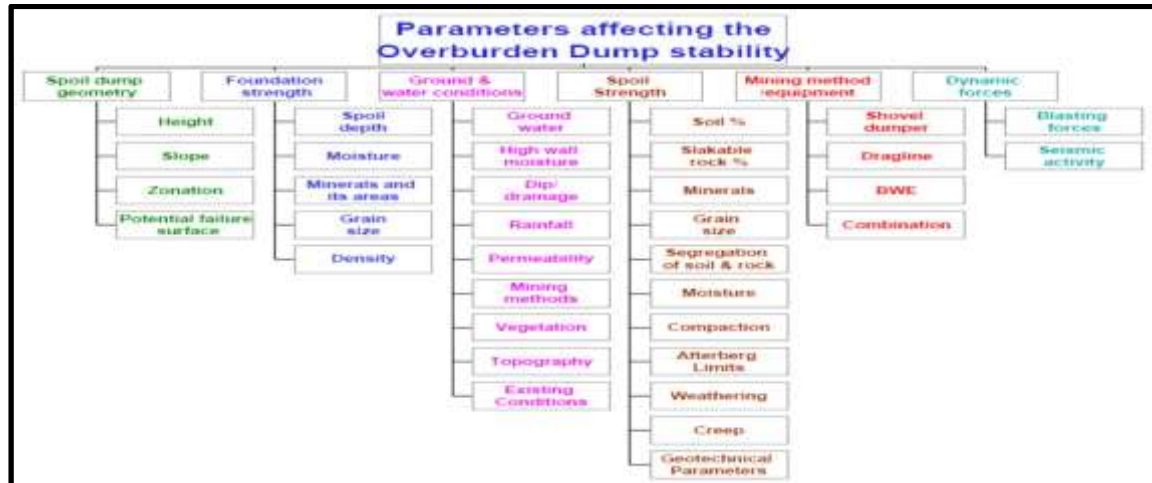 Parameters affecting the
Overburden Dump stability
Spoil dump
geometry
Height
Slope
Zonation
Potential failure
surface
Foundation
strength
Spoil
depth
Moisture
Minerals and
its areas
Grain
size
Density
Ground &
water conditions
Ground
water
High wall
moisture
Dip/
drainage
Rainfall
Permeability
Mining
methods
Vegetation
Topography
Existing
Conditions
Spoil
Strength
Soil %
Slakable
rock %
Minerals
Grain
size
Segregation
of soil & rock
Moisture
Compaction
Atterberg
Limits
Weathering
Creep
Geotechnical
Parameters
Mining method
/equipment
Shovel
dumper
Dragline
Combination
Dynamic
forces
Blasting
forces
Seismic
activity